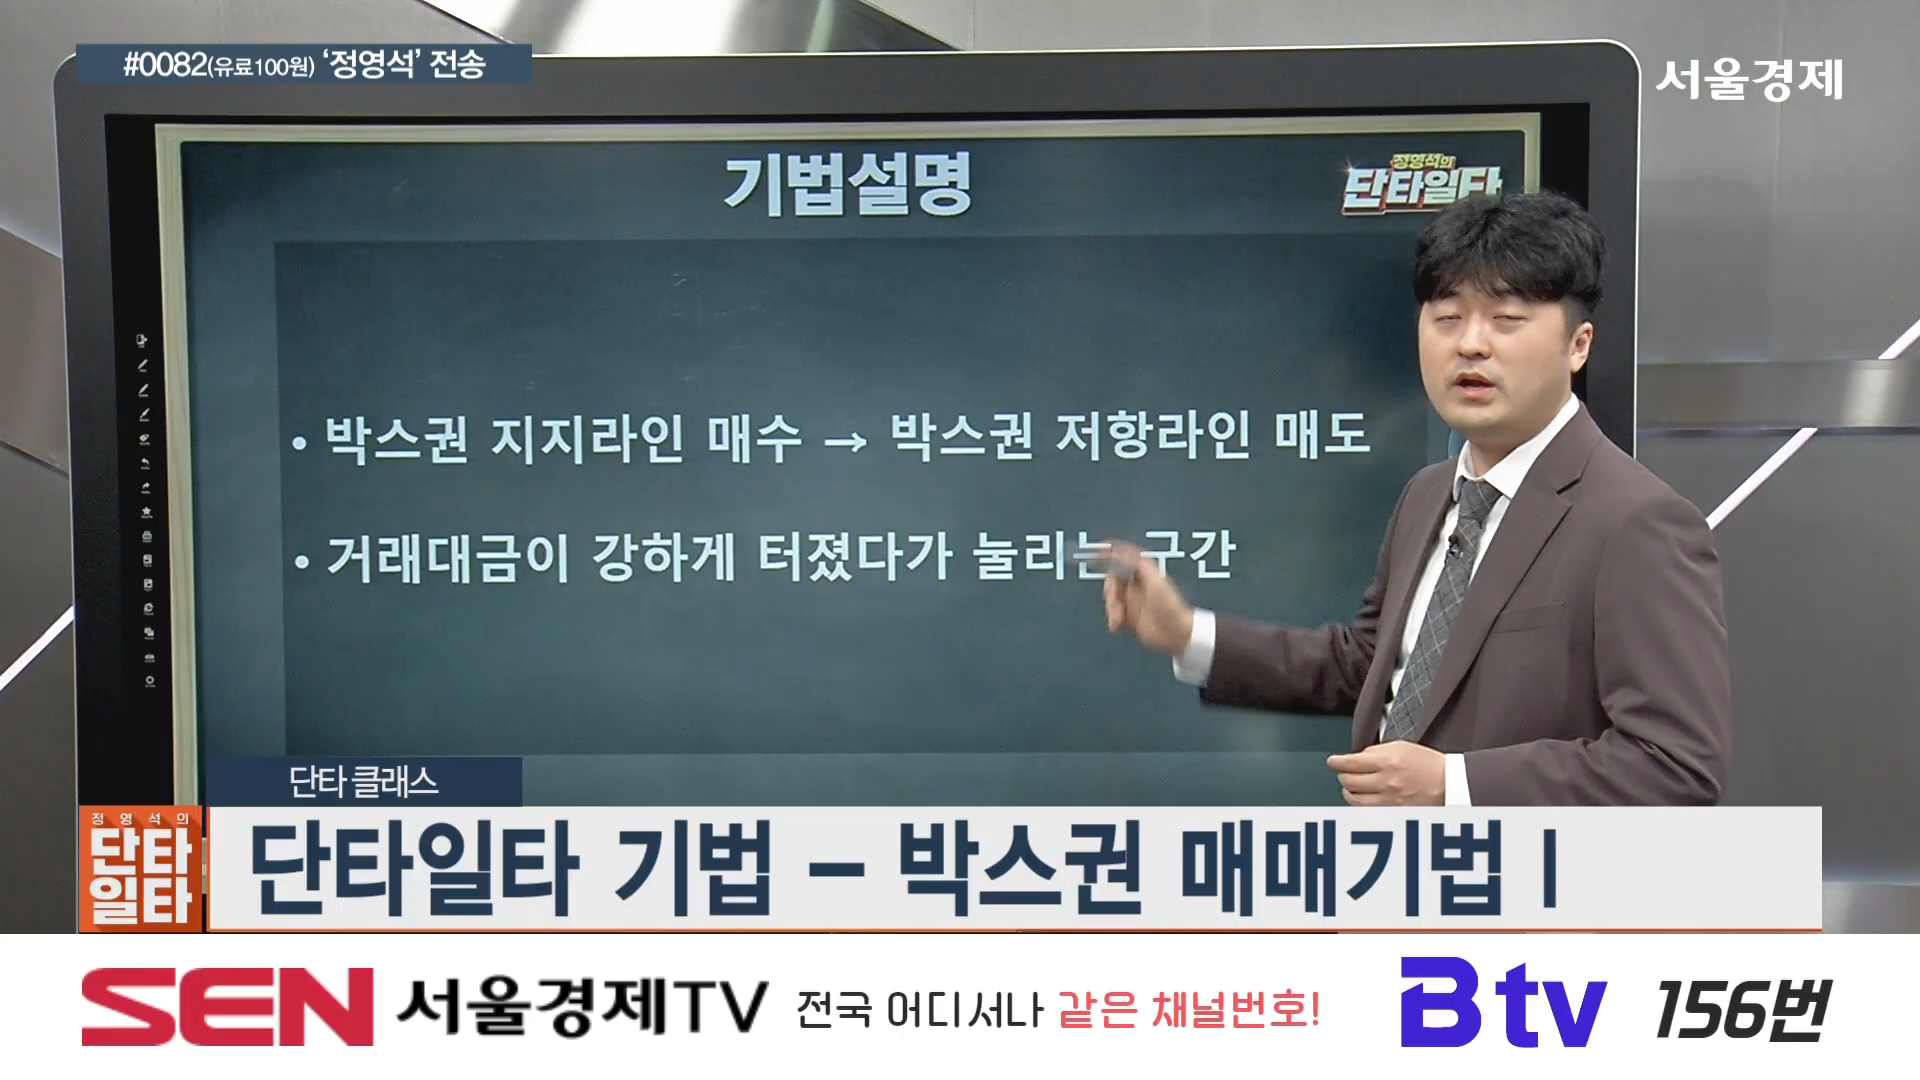 #0082(유료100원) ‘정영석’ 전송
서울경제
기법설명
정영석의
단타일타
• 박스권 지지라인 매수 → 박스권 저항라인 매도
• 거래대금이 강하게 터졌다가 눌리는 구간
단타 클래스
정영석의
단타
일타
단타일타 기법 – 박스권 매매기법 I
SEN 서울경제TV 전국 어디서나 같은 채널번호! B tv 156번